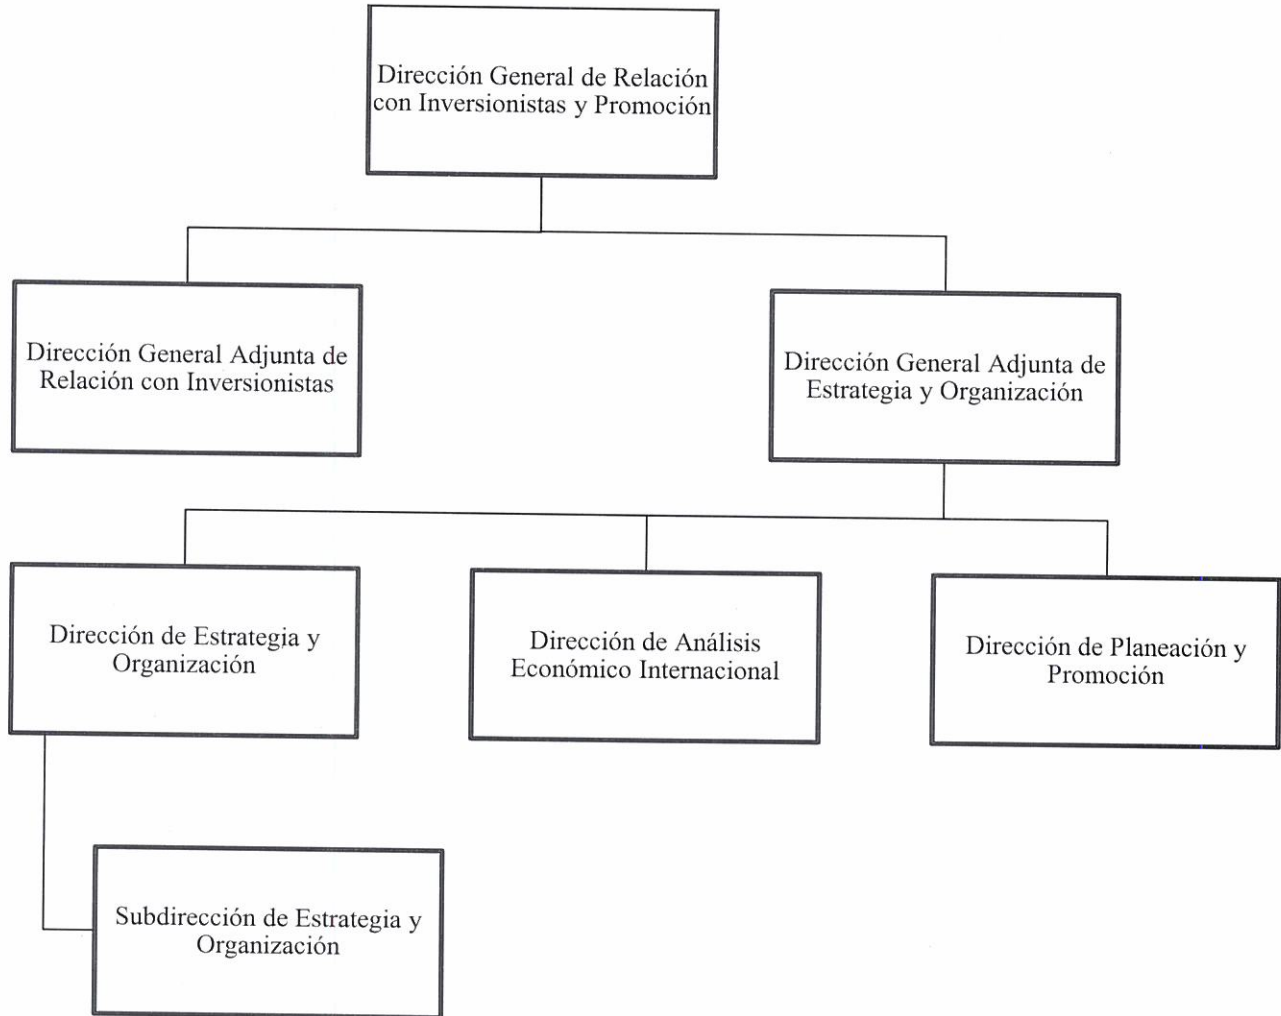 Dirección General de Relación
con Inversionistas y Promoción
Dirección General Adjunta de
Relación con Inversionistas
Dirección General Adjunta de
Estrategia y Organización
Dirección de Estrategia y
Organización
Dirección de Análisis
Económico Internacional
Dirección de Planeación y
Promoción
Subdirección de Estrategia y
Organización